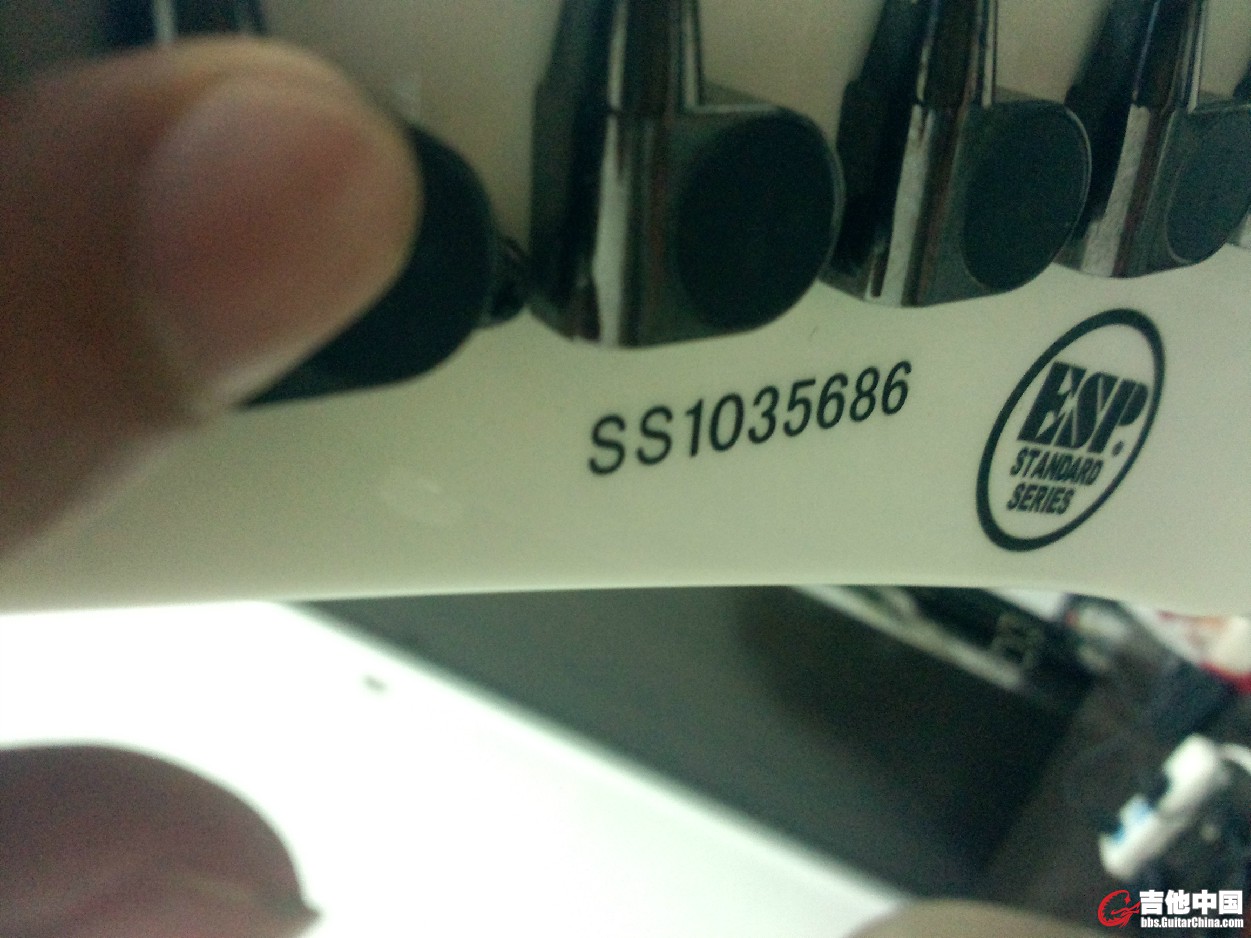 SS1035686
ESP
STANDARD
SERIES
吉他中国
bbs.GuitarChina.com